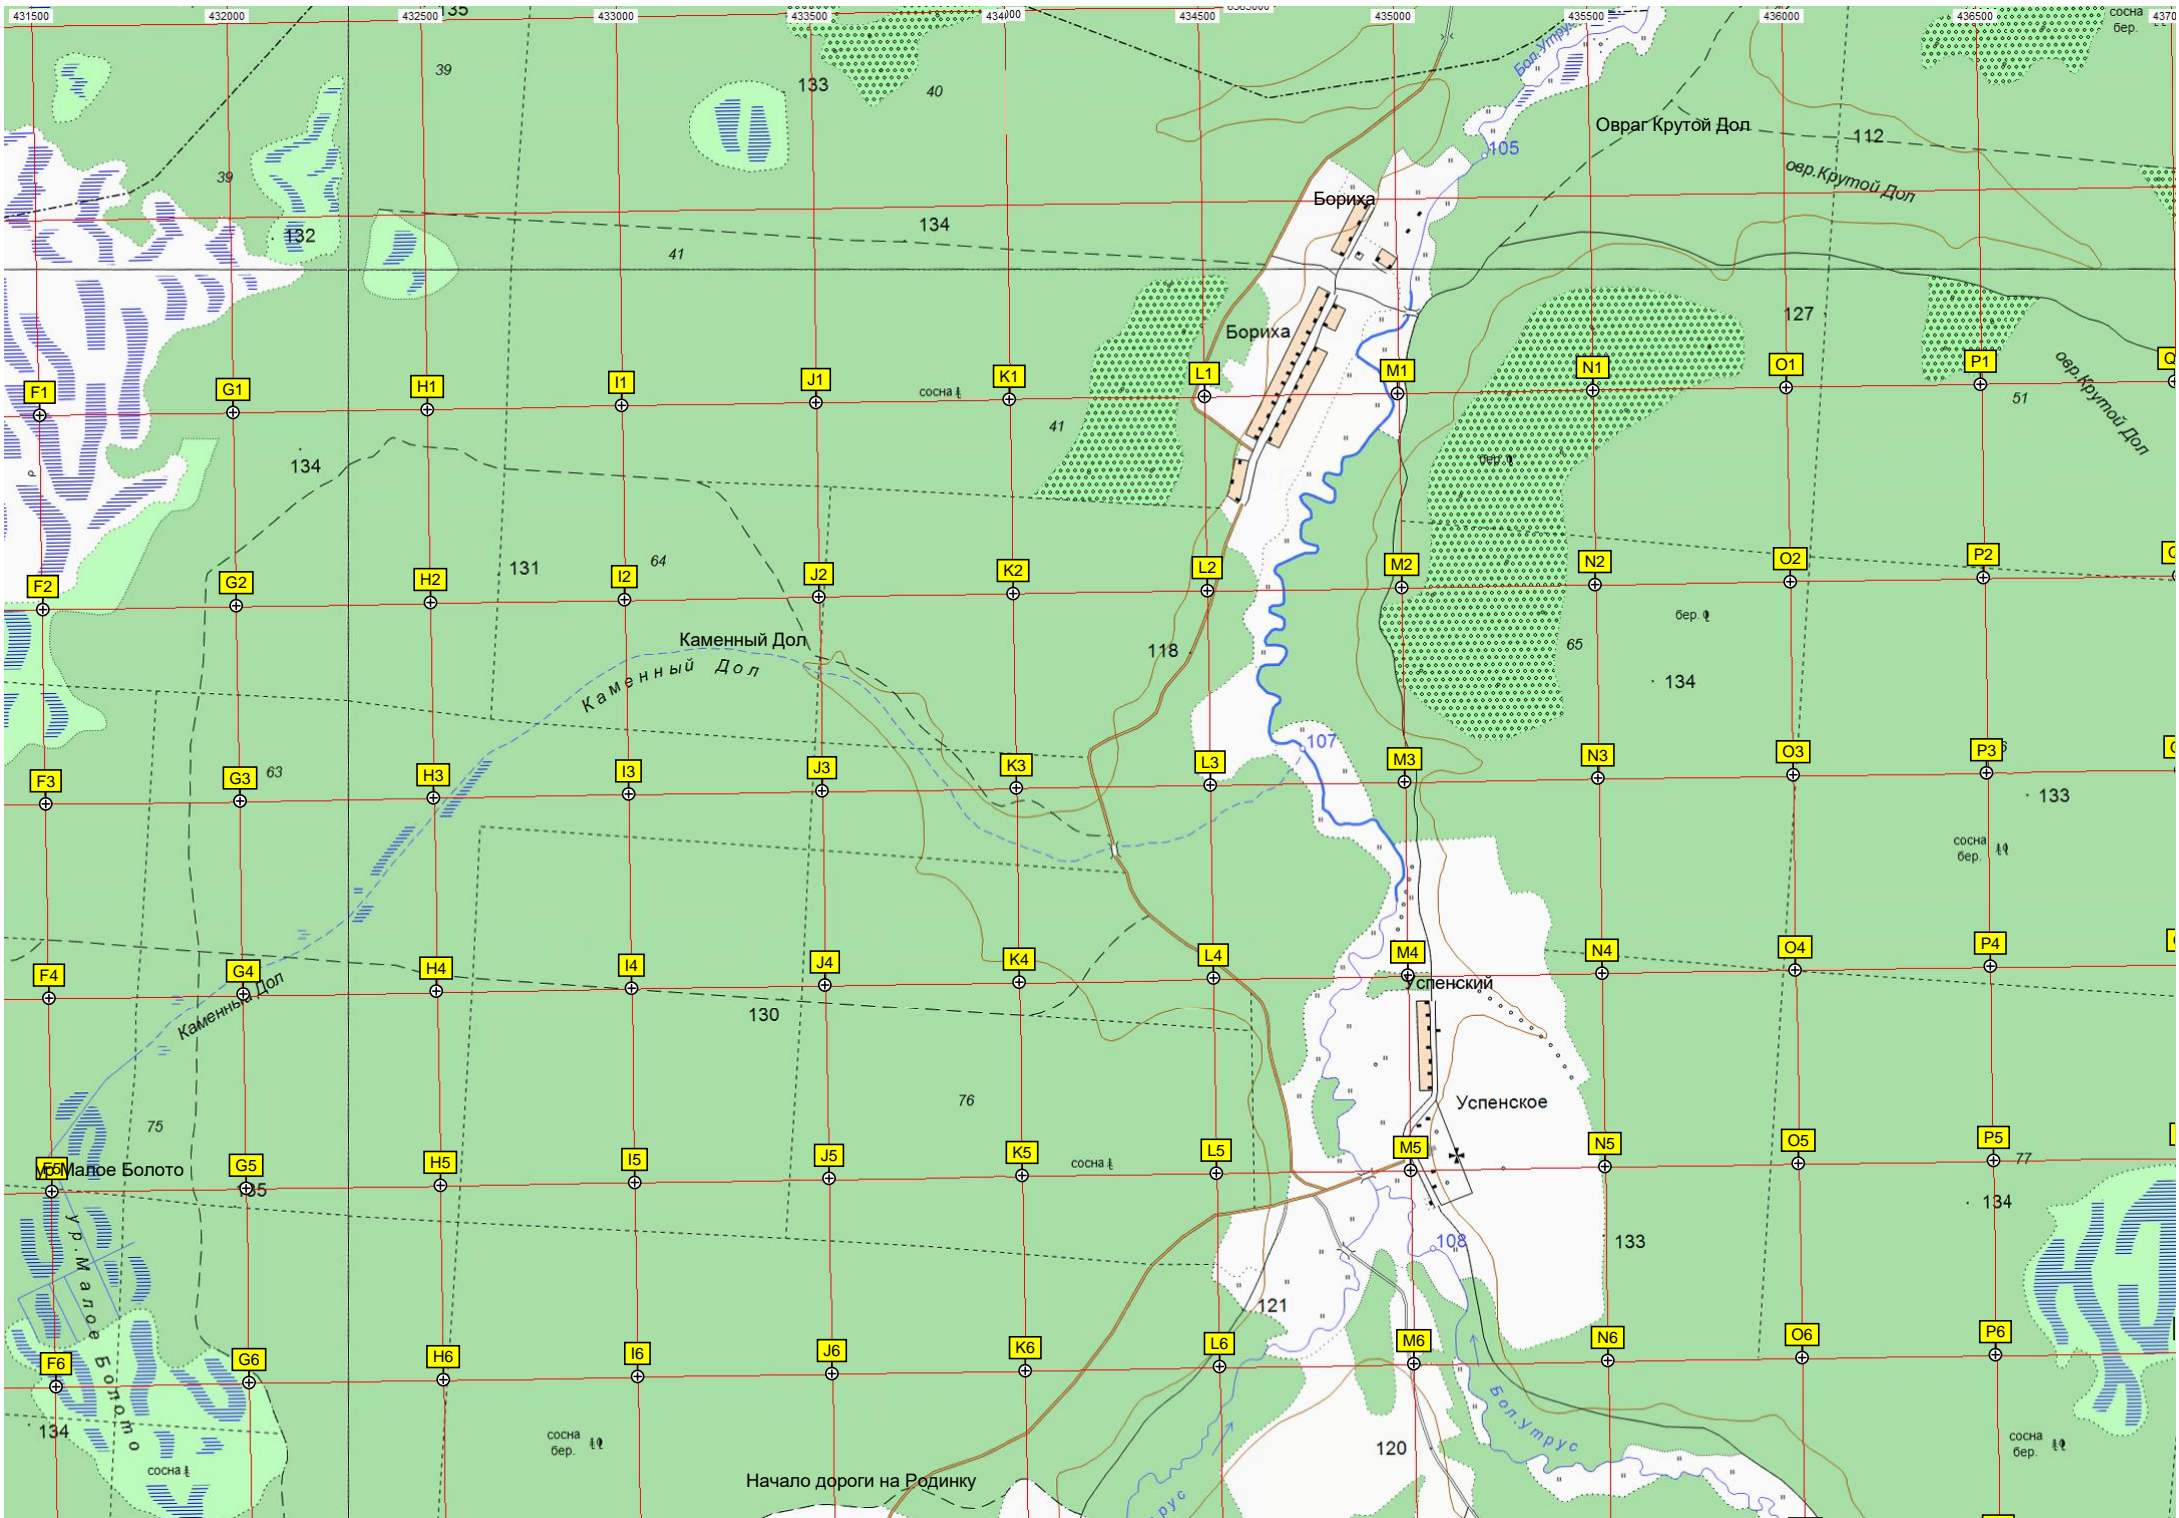 431500 432000 432500 433000 433500 434000 434500 435000 435500 436000 436500
135
сосна
бер.
39
133
40
Бол.Утрус
Овраг Крутой Дол
112
105
39
овр.Крутой Дол
Бориха
134
132
41
127
Бориха
овр.Крутой Дол
F1 G1 H1 I1 J1 K1 L1 M1 N1 O1 P1
сосна
51
41
134
бер.
131
64
F2 G2 H2 I2 J2 K2 L2 M2 N2 O2 P2
бер.
Каменный Дол
Каменный Дол
118
65
134
107
63
F3 G3 H3 I3 J3 K3 L3 M3 N3 O3 P3
133
сосна
бер.
F4 G4 H4 I4 J4 K4 L4 M4 N4 O4 P4
Успенский
Каменный Дол
130
76
Успенское
75
F5 G5 H5 I5 J5 K5 L5 M5 N5 O5 P5
ур.Малое Болото
сосна
77
134
ур.Малое Болото
133
108
121
F6 G6 H6 I6 J6 K6 L6 M6 N6 O6 P6
134
Бол.Утрус
сосна
бер.
120
сосна
бер.
сосна
Начало дороги на Родинку